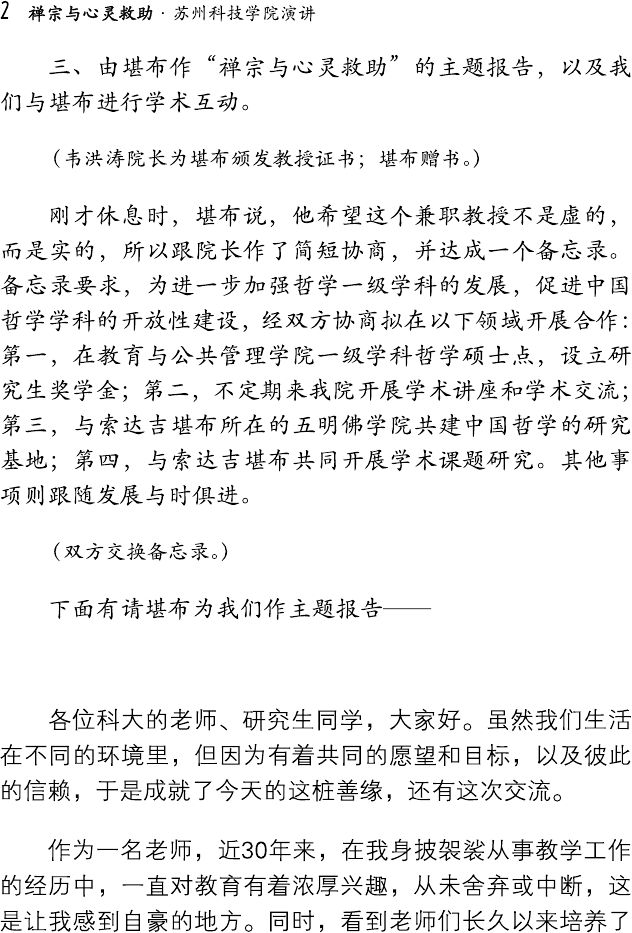 2 禅宗与心灵救助·苏州科技学院演讲
三、由堪布作“禅宗与心灵救助”的主题报告，以及我
们与堪布进行学术互动。
（韦洪涛院长为堪布颁发教授证书；堪布赠书。）
刚才休息时，堪布说，他希望这个兼职教授不是虚的，
而是实的，所以跟院长作了简短协商，并达成一个备忘录。
备忘录要求，为进一步加强哲学一级学科的发展，促进中国
哲学学科的开放性建设，经双方协商拟在以下领域开展合作：
第一，在教育与公共管理学院一级学科哲学硕士点，设立研
究生奖学金；第二，不定期来我院开展学术讲座和学术交流；
第三，与索达吉堪布所在的五明佛学院共建中国哲学的研究
基地；第四，与索达吉堪布共同开展学术课题研究。其他事
项则跟随发展与时俱进。
（双方交换备忘录。）
下面有请堪布为我们作主题报告——
各位科大的老师、研究生同学，大家好。虽然我们生活
在不同的环境里，但因为有着共同的愿望和目标，以及彼此
的信赖，于是成就了今天的这桩善缘，还有这次交流。
作为一名老师，近30年来，在我身披袈裟从事教学工作
的经历中，一直对教育有着浓厚兴趣，从未舍弃或中断，这
是让我感到自豪的地方。同时，看到老师们长久以来培养了